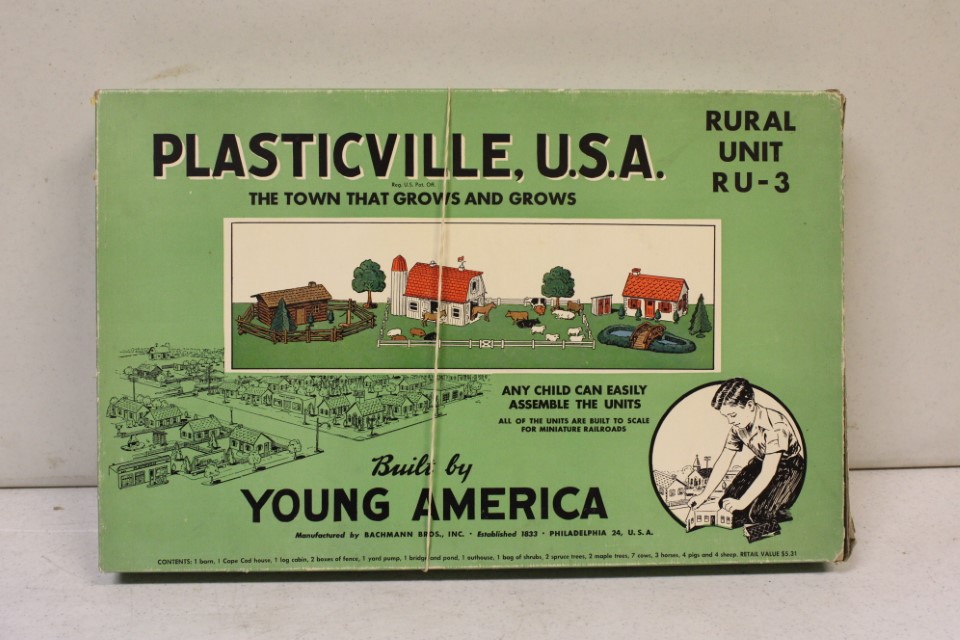 PLASTICVILLE, U.S.A.
Reg. U.S. Pat. Off.
THE TOWN THAT GROWS AND GROWS
RURAL
UNIT
RU-3
ANY CHILD CAN EASILY
ASSEMBLE THE UNITS
ALL OF THE UNITS ARE BUILT TO SCALE
FOR MINIATURE RAILROADS
Built by
YOUNG AMERICA
Manufactured by BACHMANN BROS., INC. · Established 1833 · PHILADELPHIA 24, U.S.A.
CONTENTS: 1 barn, 1 Cape Cod house, 1 log cabin, 2 boxes of fence, 1 yard pump, 1 bridge and pond, 1 outhouse, 1 bag of shrubs, 2 spruce trees, 2 maple trees, 7 cows, 3 horses, 4 pigs and 4 sheep. RETAIL VALUE $5.31